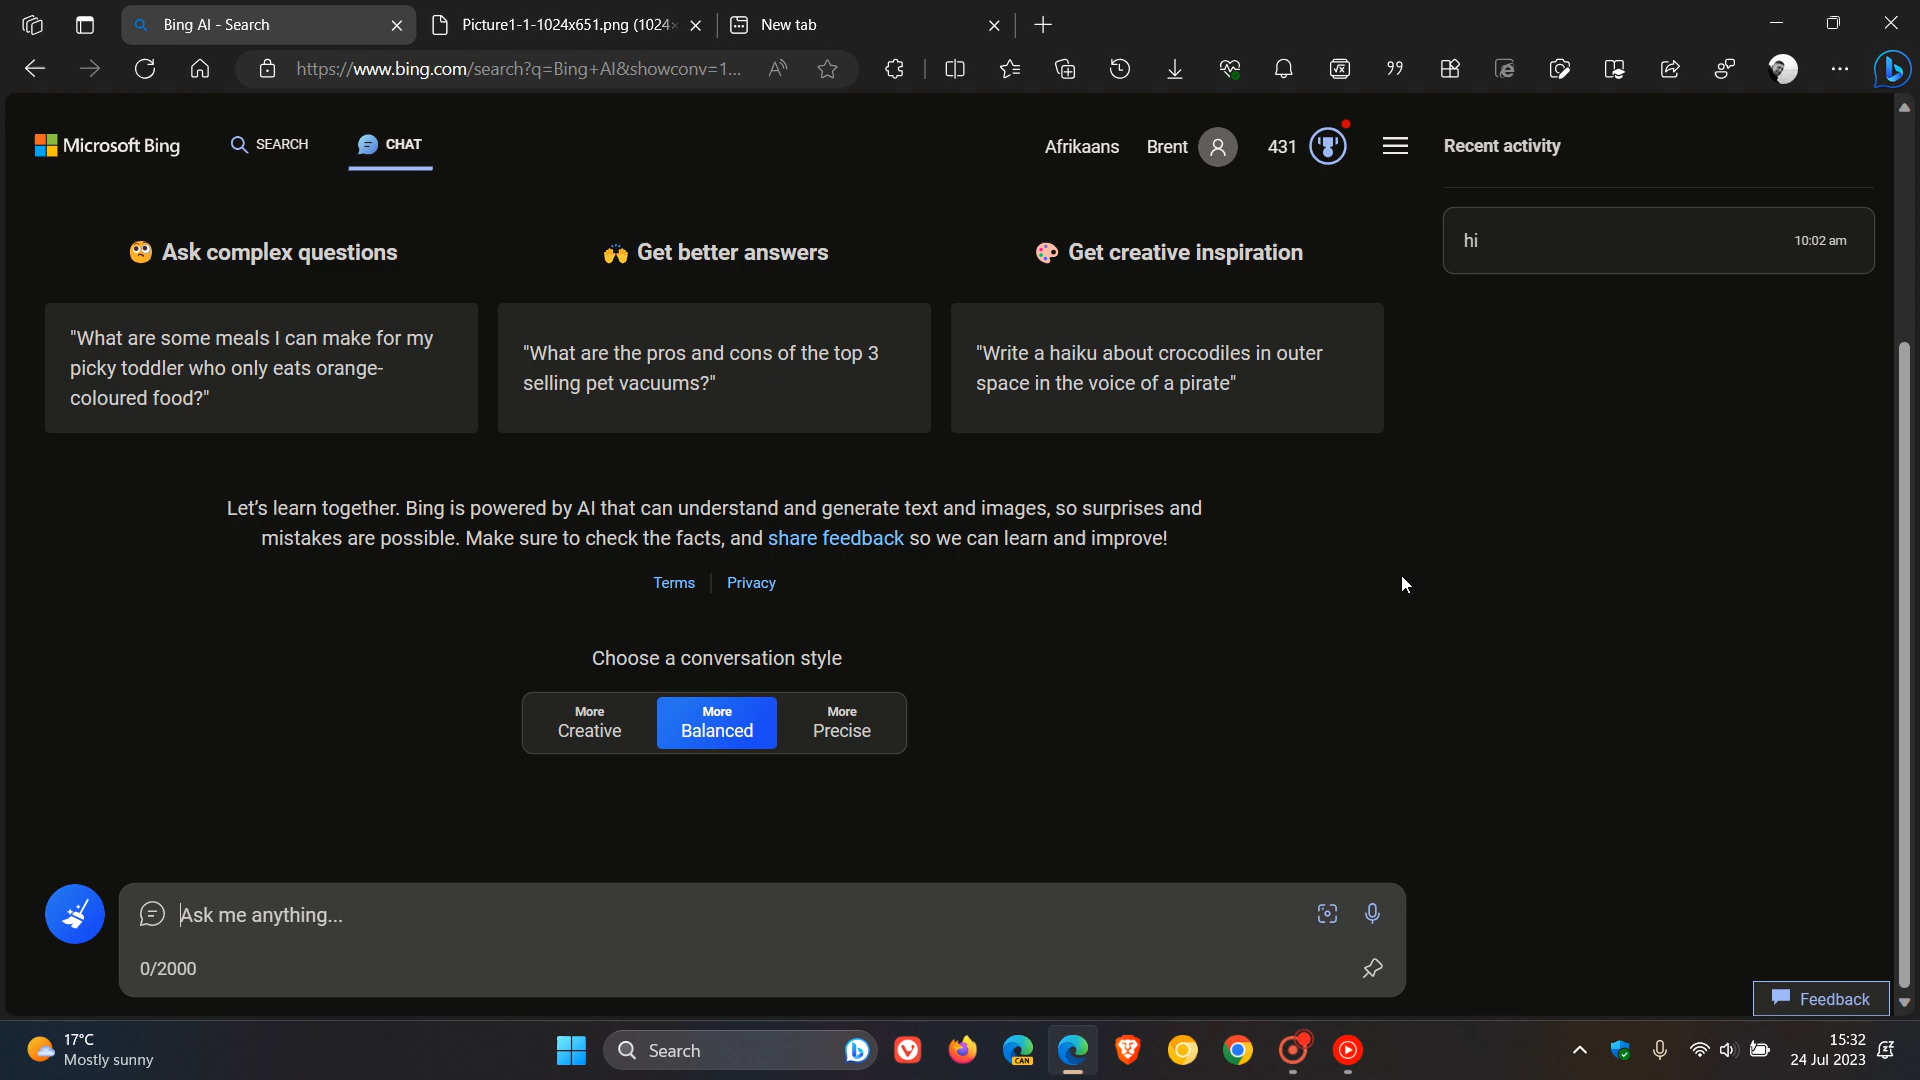 Bing AI - Search
Picture1-1-1024x651.png (1024
New tab
https://www.bing.com/search?q=Bing+AI&showconv=1...
Microsoft Bing
SEARCH
CHAT
Afrikaans
Brent
431
Recent activity
hi
10:02 am
Ask complex questions
Get better answers
Get creative inspiration
"What are some meals I can make for my
picky toddler who only eats orange-
coloured food?"
"What are the pros and cons of the top 3
selling pet vacuums?"
"Write a haiku about crocodiles in outer
space in the voice of a pirate"
Let's learn together. Bing is powered by AI that can understand and generate text and images, so surprises and
mistakes are possible. Make sure to check the facts, and share feedback so we can learn and improve!
Terms
Privacy
Choose a conversation style
More
Creative
More
Balanced
More
Precise
Ask me anything...
0/2000
Feedback
17°C
Mostly sunny
Search
CAN
15:32
24 Jul 2023